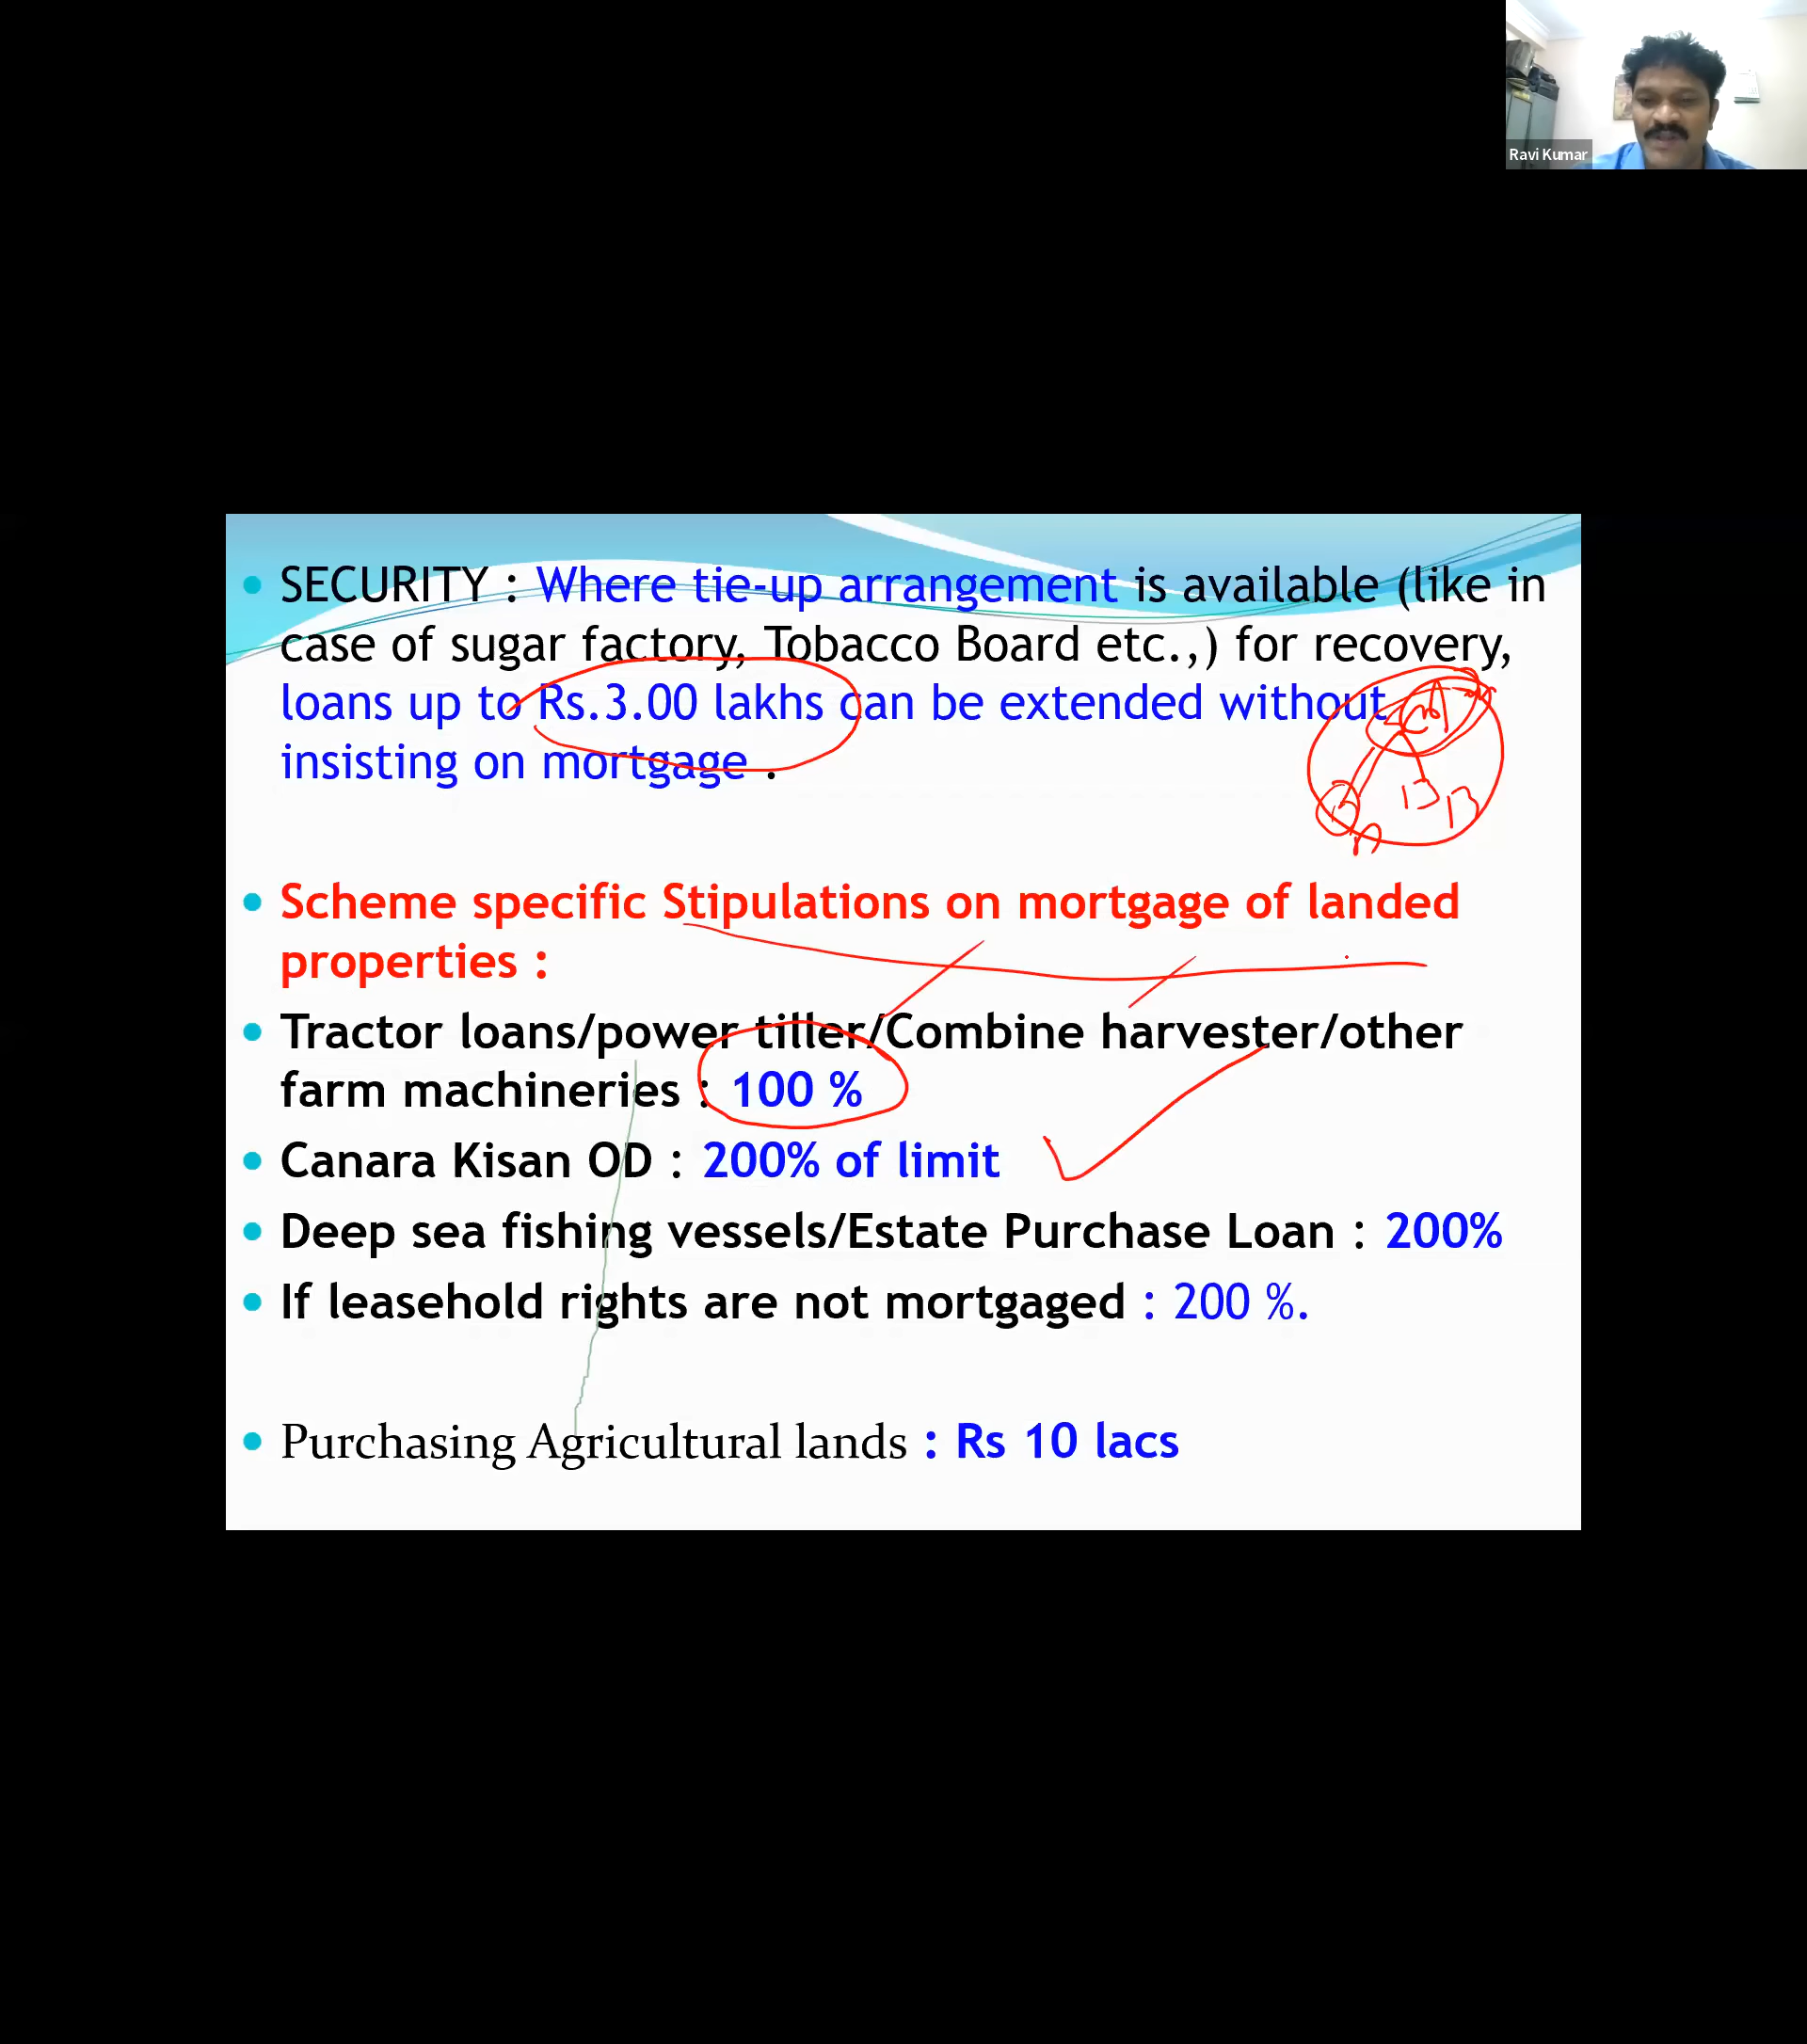 Ravi Kumar
• SECURITY : Where tie-up arrangement is available (like in
case of sugar factory, Tobacco Board etc.,) for recovery,
loans up to Rs.3.00 lakhs can be extended without
insisting on mortgage .
• Scheme specific Stipulations on mortgage of landed
properties :
• Tractor loans/power tiller/Combine harvester/other
farm machineries : 100 %
• Canara Kisan OD : 200% of limit
• Deep sea fishing vessels/Estate Purchase Loan : 200%
• If leasehold rights are not mortgaged : 200 %.
• Purchasing Agricultural lands : Rs 10 lacs